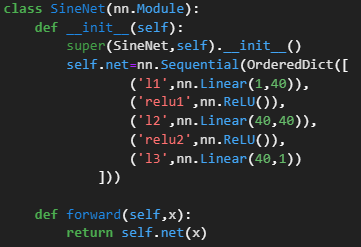 class SineNet(nn.Module):
    def __init__(self):
        super(SineNet,self).__init__()
        self.net=nn.Sequential(OrderedDict([
                ('l1',nn.Linear(1,40)),
                ('relu1',nn.ReLU()),
                ('l2',nn.Linear(40,40)),
                ('relu2',nn.ReLU()),
                ('l3',nn.Linear(40,1))
            ]))
    def forward(self,x):
        return self.net(x)